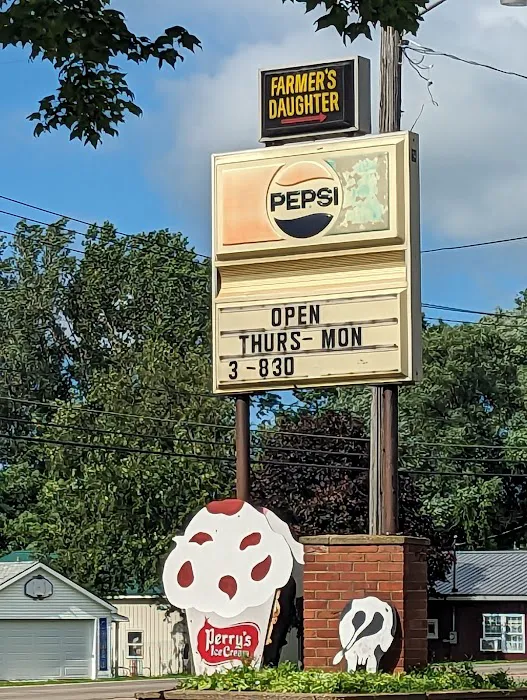 FARMER'S
DAUGHTER
PEPSI
OPEN
THURS- MON
3 -830
Perry's
Ice Cream